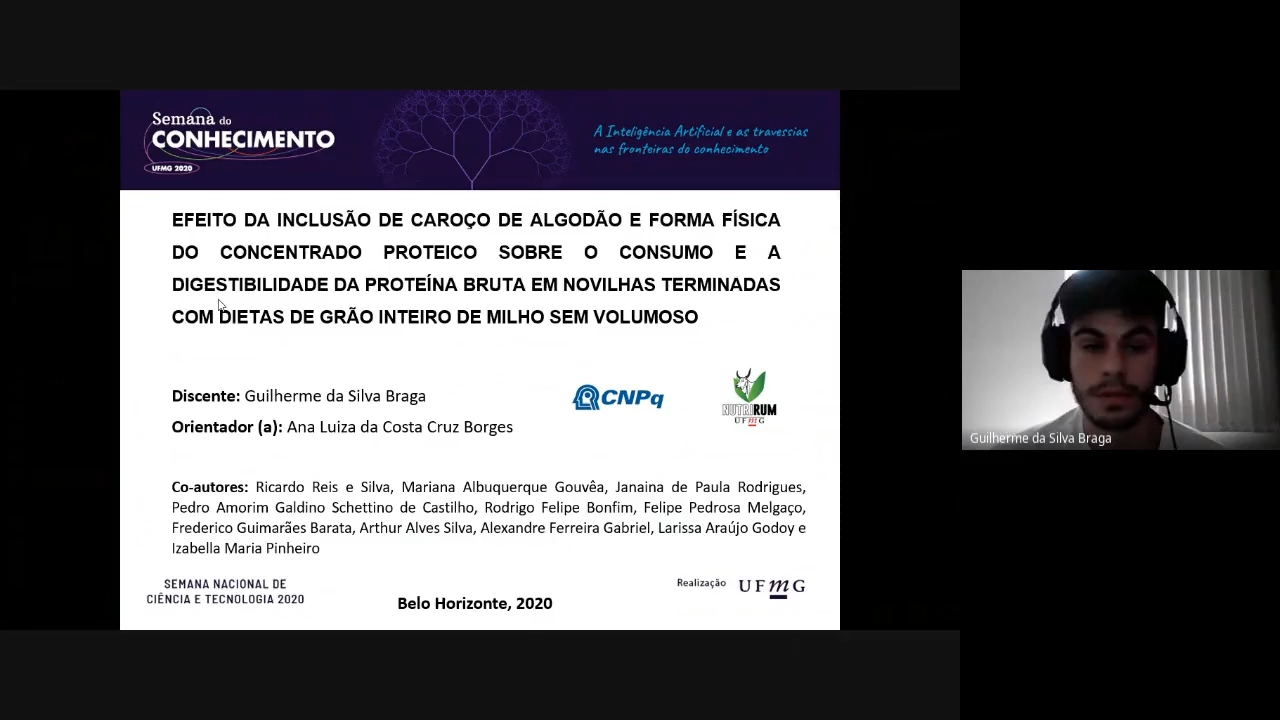 Semana do
CONHECIMENTO
UFMG 2020
A Inteligência Artificial e as travessias
nas fronteiras do conhecimento
EFEITO DA INCLUSÃO DE CAROÇO DE ALGODÃO E FORMA FÍSICA
DO CONCENTRADO PROTEICO SOBRE O CONSUMO E A
DIGESTIBILIDADE DA PROTEÍNA BRUTA EM NOVILHAS TERMINADAS
COM DIETAS DE GRÃO INTEIRO DE MILHO SEM VOLUMOSO
Discente: Guilherme da Silva Braga
Orientador (a): Ana Luiza da Costa Cruz Borges
CNPq
NUTRIRUM
UFMG
Co-autores: Ricardo Reis e Silva, Mariana Albuquerque Gouvêa, Janaina de Paula Rodrigues,
Pedro Amorim Galdino Schettino de Castilho, Rodrigo Felipe Bonfim, Felipe Pedrosa Melgaço,
Frederico Guimarães Barata, Arthur Alves Silva, Alexandre Ferreira Gabriel, Larissa Araújo Godoy e
Izabella Maria Pinheiro
SEMANA NACIONAL DE
CIÊNCIA E TECNOLOGIA 2020
Belo Horizonte, 2020
Realização UFMG
Guilherme da Silva Braga